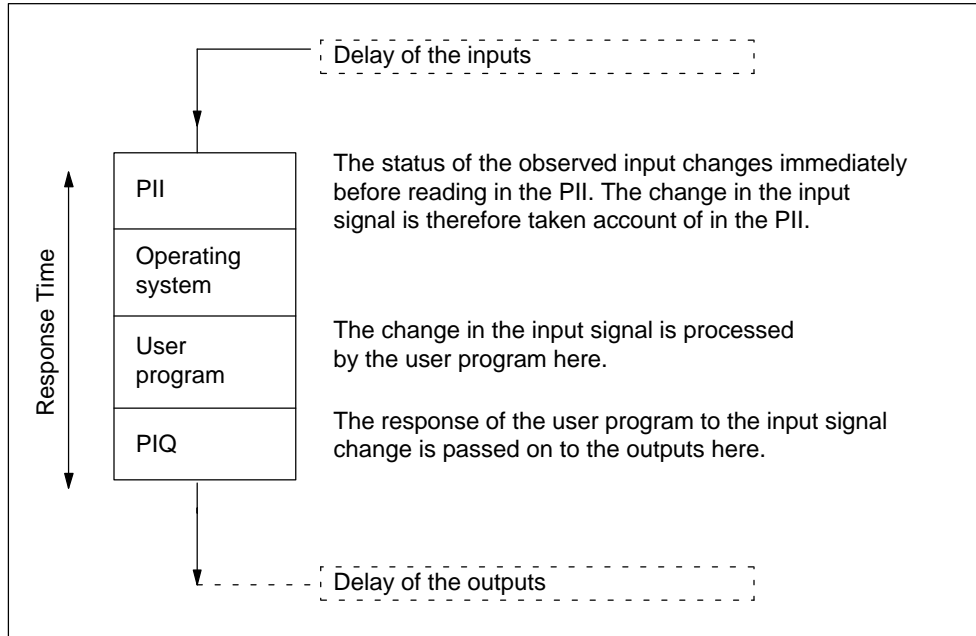 Delay of the inputs
Response Time
PII
The status of the observed input changes immediately
before reading in the PII. The change in the input
signal is therefore taken account of in the PII.
Operating
system
User
program
The change in the input signal is processed
by the user program here.
PIQ
The response of the user program to the input signal
change is passed on to the outputs here.
Delay of the outputs